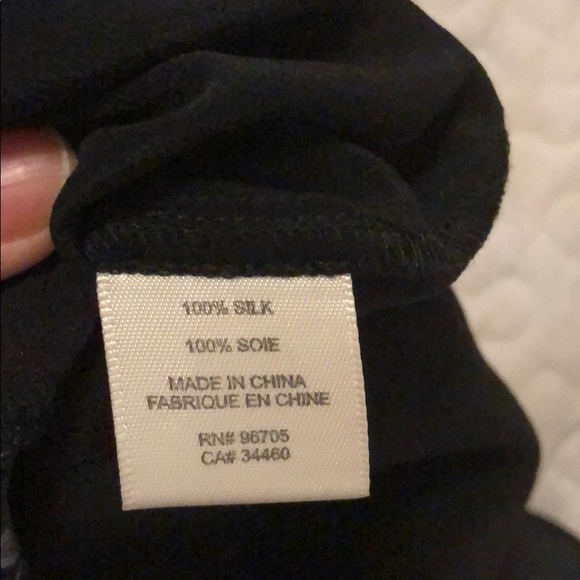 100% SILK
100% SOIE
MADE IN CHINA
FABRIQUE EN CHINE
RN# 96705
CA# 34460